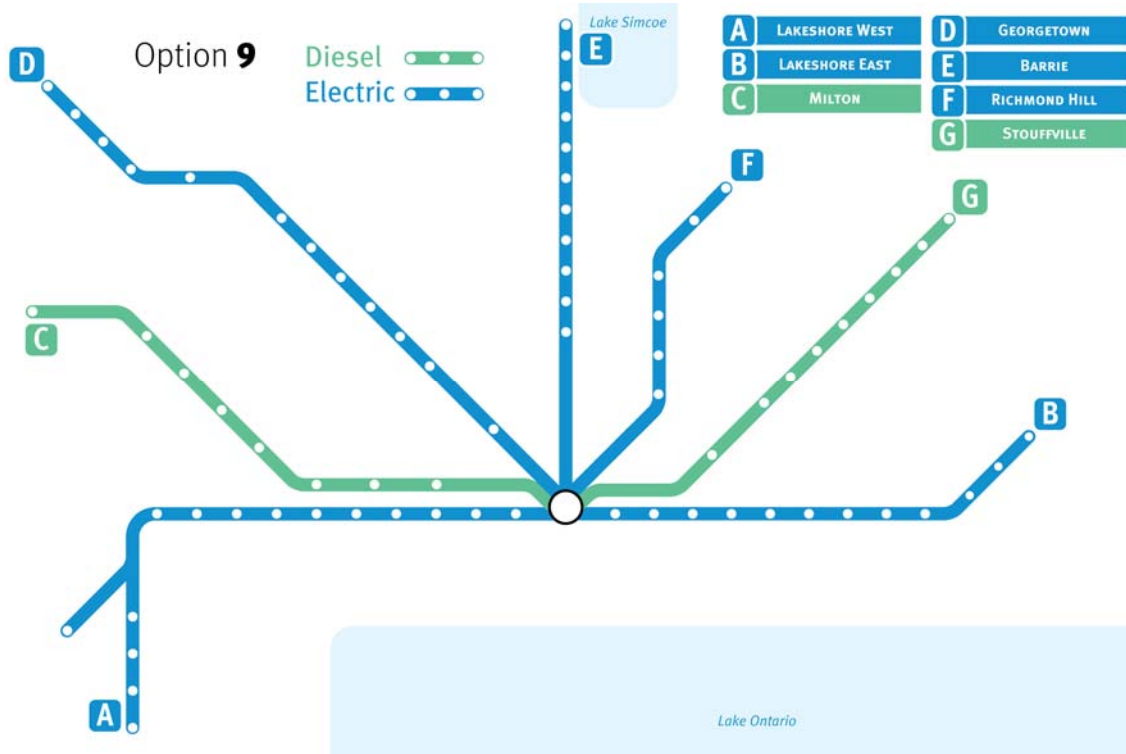 Option 9
Diesel
Electric
Lake Simcoe
A LAKESHORE WEST
B LAKESHORE EAST
C MILTON
D GEORGETOWN
E BARRIE
F RICHMOND HILL
G STOUFFVILLE
D
E
F
G
C
B
A
Lake Ontario